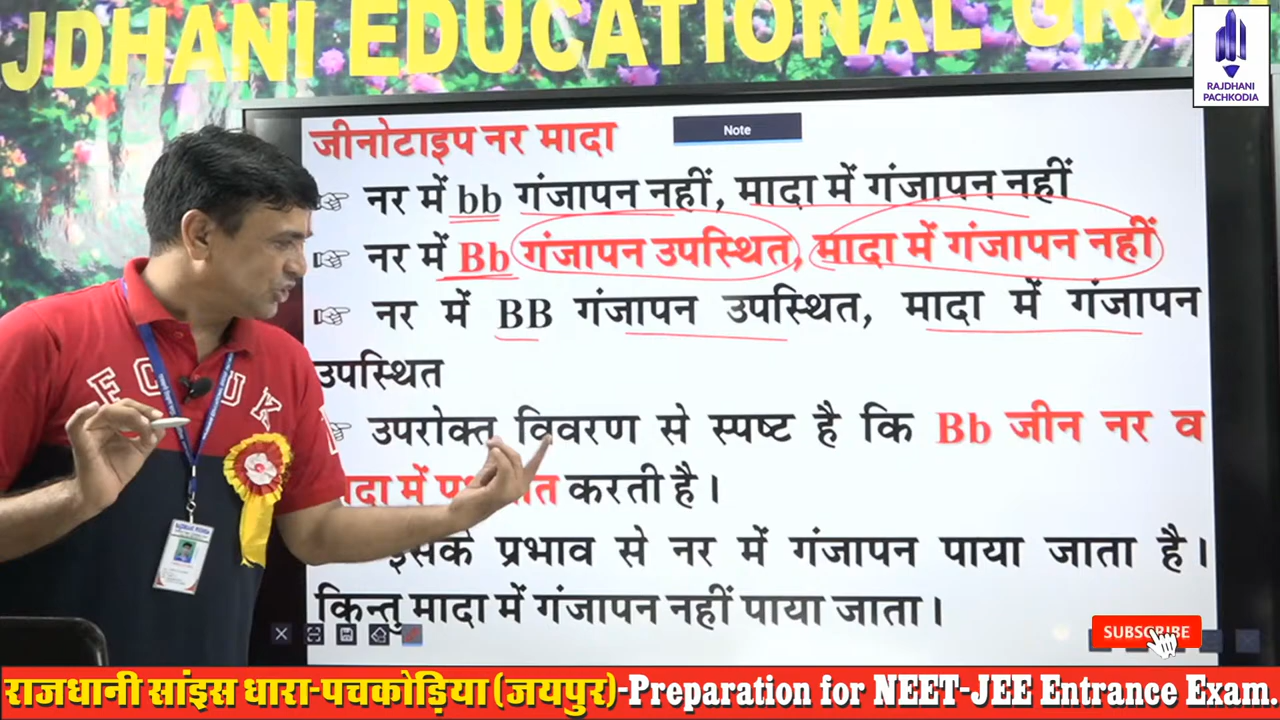 JDHANI EDUCATIONAL GRO
RAJDHANI
PACHKODIA
Note
जीनोटाइप नर मादा
☞ नर में bb गंजापन नहीं, मादा में गंजापन नहीं
☞ नर में Bb गंजापन उपस्थित, मादा में गंजापन नहीं
☞ नर में BB गंजापन उपस्थित, मादा में गंजापन
उपस्थित
☞ उपरोक्त विवरण से स्पष्ट है कि Bb जीन नर व
में करती है।
इसके प्रभाव से नर में गंजापन पाया जाता है।
किन्तु मादा में गंजापन नहीं पाया जाता।
FCUK
SUBSCRIBE
राजधानी सांइस धारा-पचकोड़िया (जयपुर)-Preparation for NEET-JEE Entrance Exam.